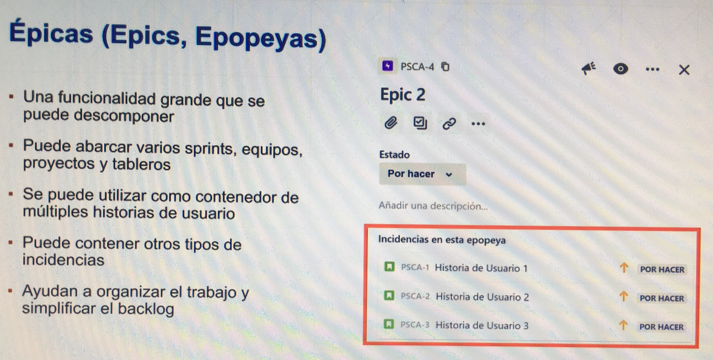 Épicas (Epics, Epopeyas)
▪ Una funcionalidad grande que se
puede descomponer
▪ Puede abarcar varios sprints, equipos,
proyectos y tableros
▪ Se puede utilizar como contenedor de
múltiples historias de usuario
▪ Puede contener otros tipos de
incidencias
▪ Ayudan a organizar el trabajo y
simplificar el backlog
PSCA-4
Epic 2
Estado
Por hacer
Añadir una descripción...
Incidencias en esta epopeya
PSCA-1 Historia de Usuario 1 POR HACER
PSCA-2 Historia de Usuario 2 POR HACER
PSCA-3 Historia de Usuario 3 POR HACER